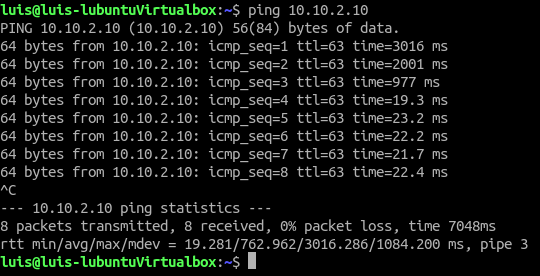 luis@luis-lubuntuVirtualbox:~$ ping 10.10.2.10
PING 10.10.2.10 (10.10.2.10) 56(84) bytes of data.
64 bytes from 10.10.2.10: icmp_seq=1 ttl=63 time=3016 ms
64 bytes from 10.10.2.10: icmp_seq=2 ttl=63 time=2001 ms
64 bytes from 10.10.2.10: icmp_seq=3 ttl=63 time=977 ms
64 bytes from 10.10.2.10: icmp_seq=4 ttl=63 time=19.3 ms
64 bytes from 10.10.2.10: icmp_seq=5 ttl=63 time=23.2 ms
64 bytes from 10.10.2.10: icmp_seq=6 ttl=63 time=22.2 ms
64 bytes from 10.10.2.10: icmp_seq=7 ttl=63 time=21.7 ms
64 bytes from 10.10.2.10: icmp_seq=8 ttl=63 time=22.4 ms
^C
--- 10.10.2.10 ping statistics ---
8 packets transmitted, 8 received, 0% packet loss, time 7048ms
rtt min/avg/max/mdev = 19.281/762.962/3016.286/1084.200 ms, pipe 3
luis@luis-lubuntuVirtualbox:~$